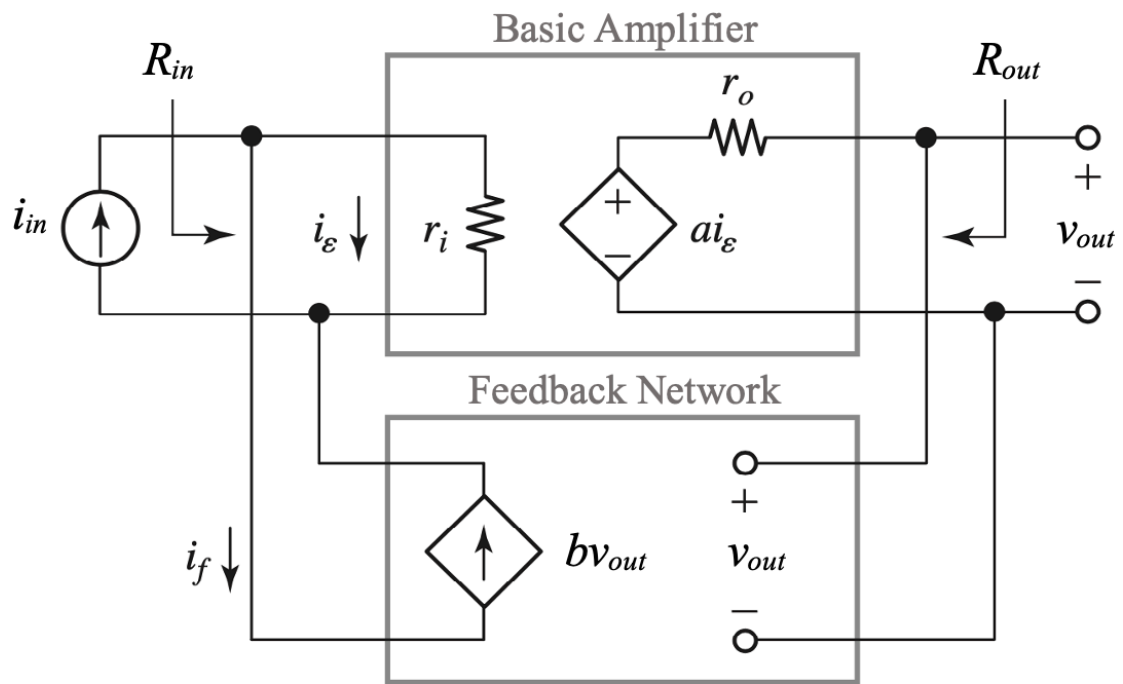 Basic Amplifier
R_in
r_o
R_out
i_in
i_ε
r_i
+
−
ai_ε
+
v_out
−
Feedback Network
i_f
bv_out
+
v_out
−